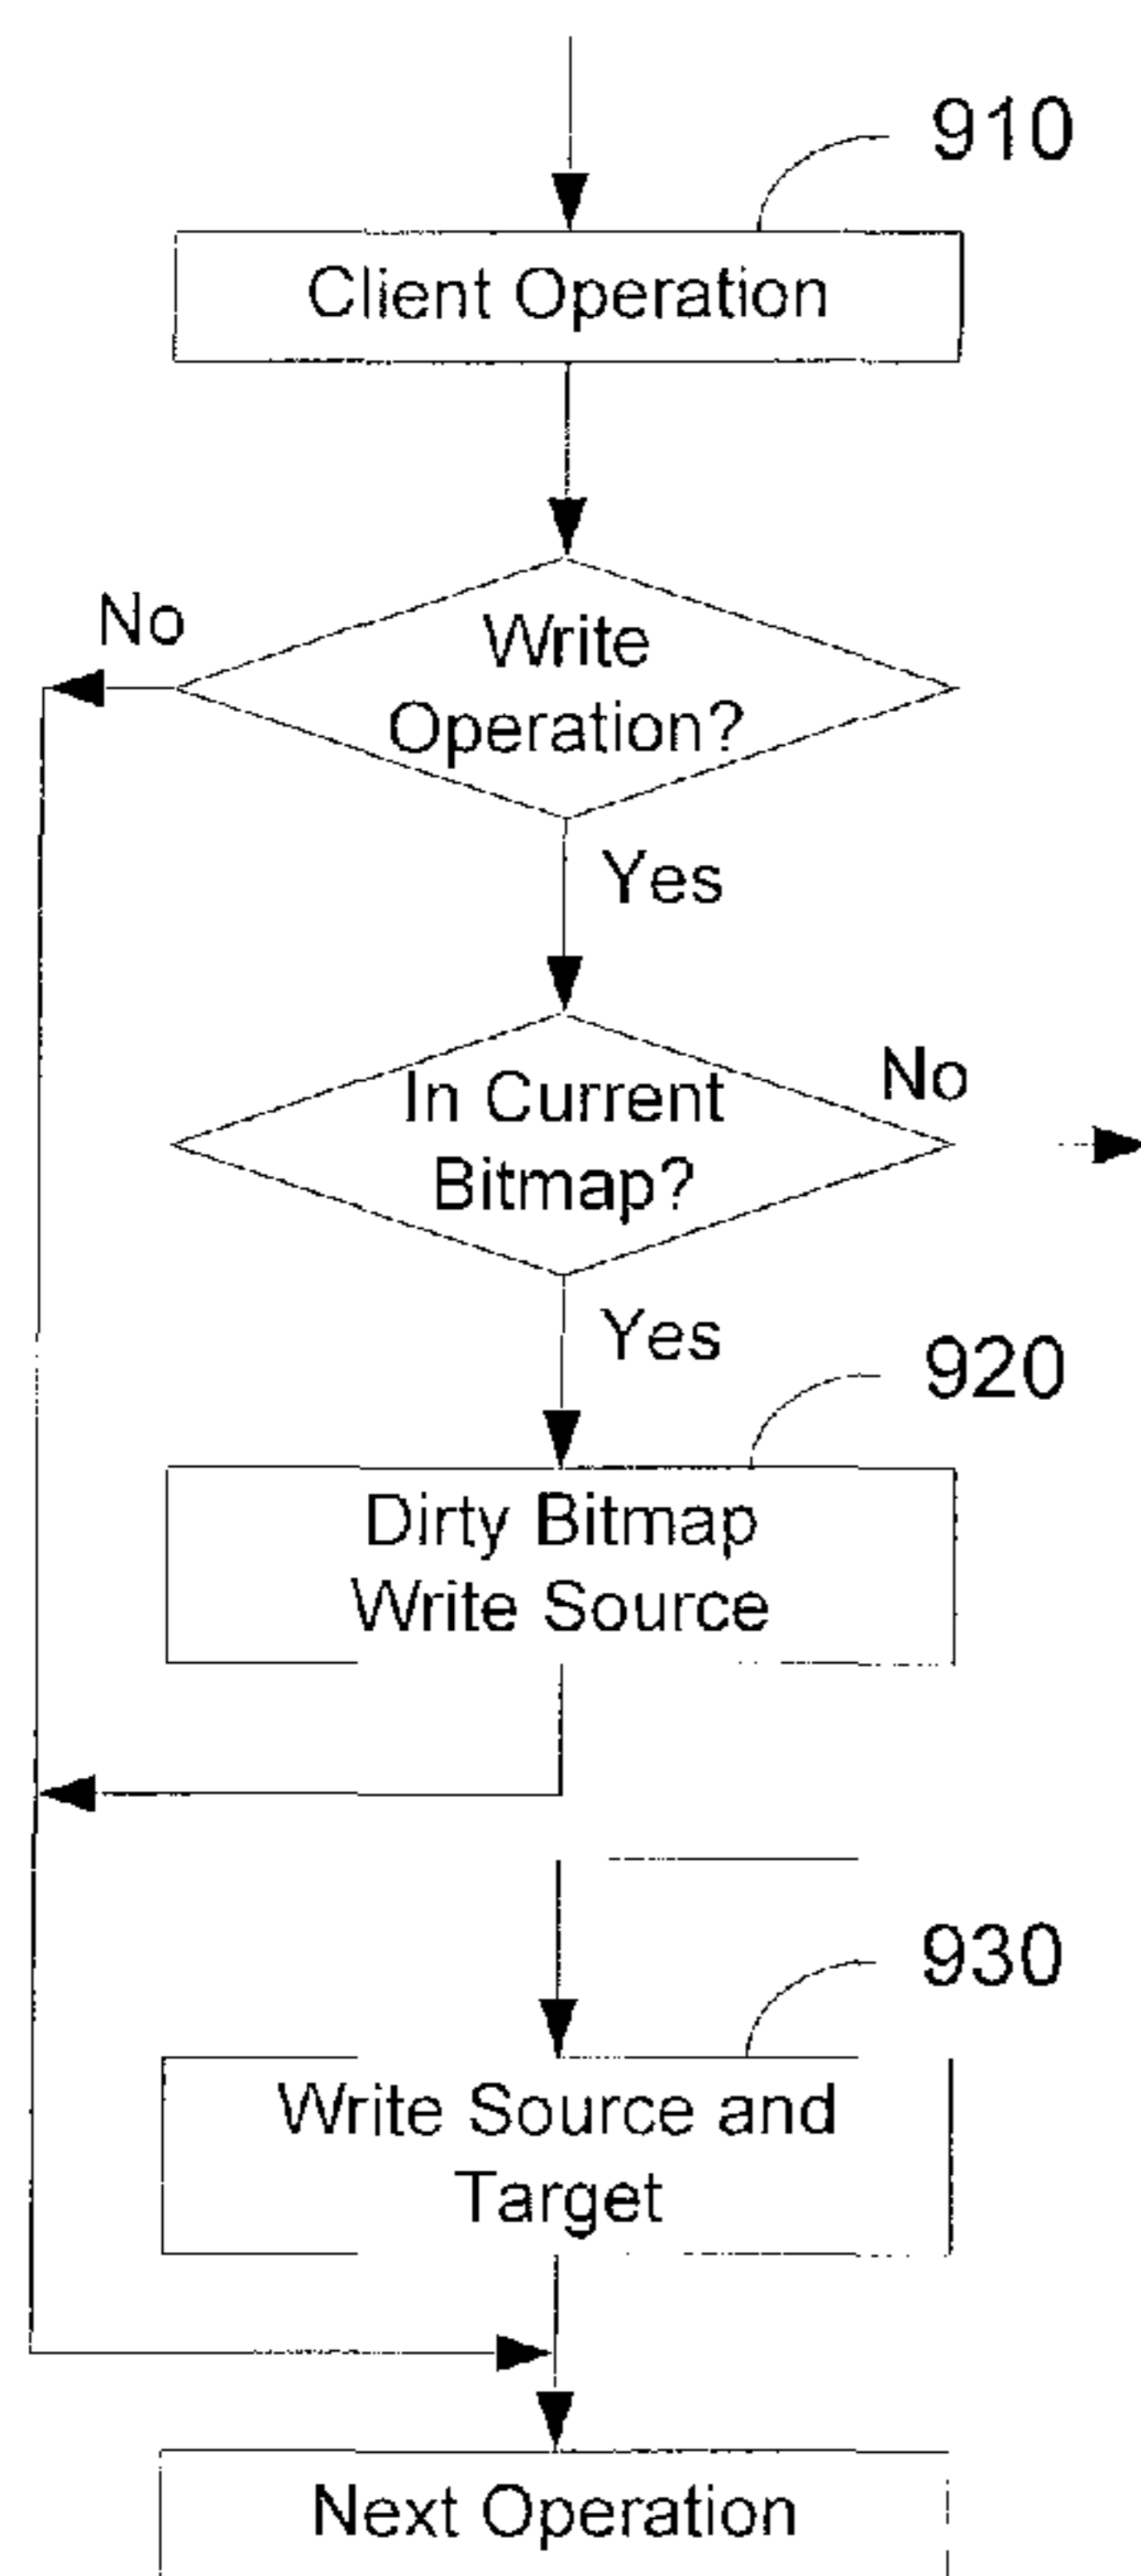 910
Client Operation
No
Write
Operation?
Yes
In Current
Bitmap?
No
Yes
920
Dirty Bitmap
Write Source
930
Write Source and
Target
Next Operation